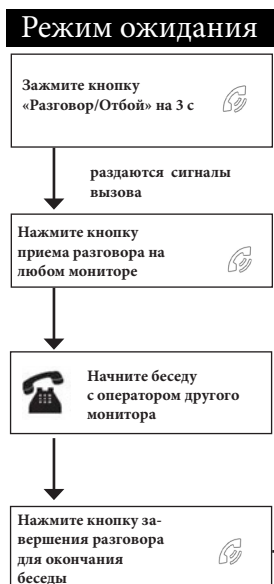 Режим ожидания
Зажмите кнопку
«Разговор/Отбой» на 3 с
раздаются сигналы
вызова
Нажмите кнопку
приема разговора на
любом мониторе
Начните беседу
с оператором другого
монитора
Нажмите кнопку за-
вершения разговора
для окончания
беседы